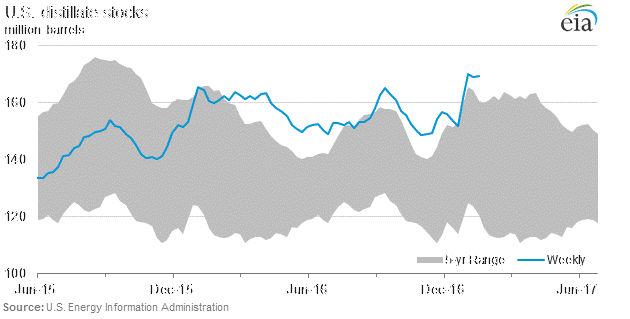 U.S. distillate stocks
million barrels
eia
180
160
140
120
100
5-yr Range
Weekly
Jun-15
Dec-15
Jun-16
Dec-16
Jun-17
Source: U.S. Energy Information Administration